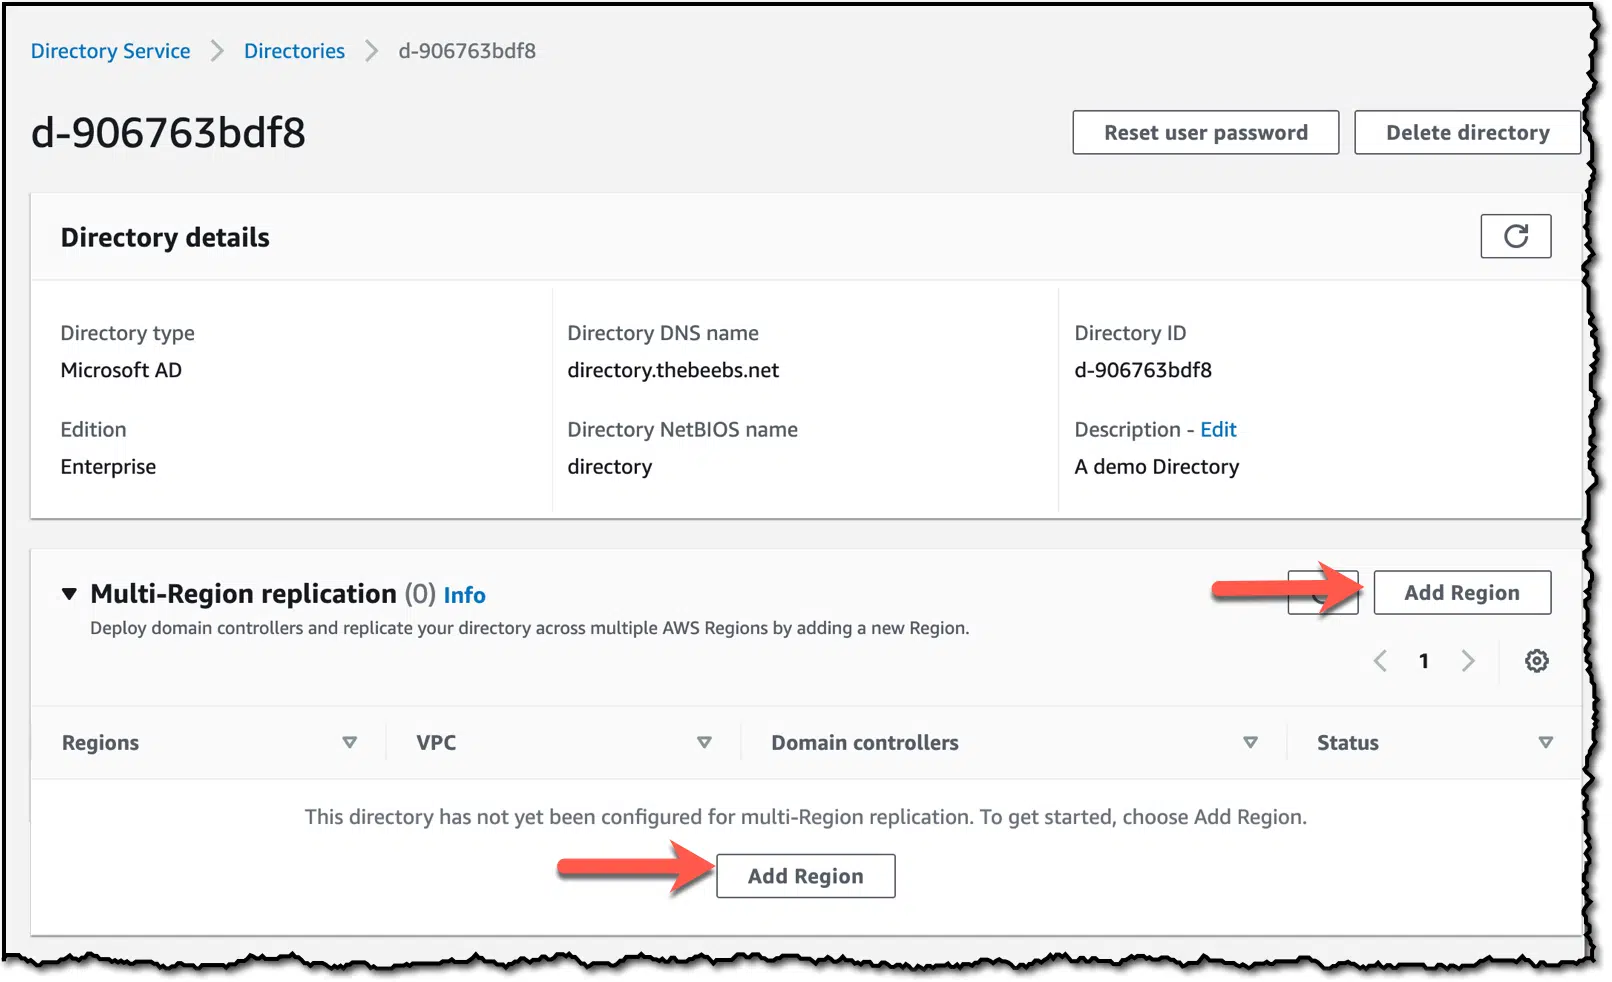 Directory Service > Directories > d-906763bdf8
d-906763bdf8
Reset user password
Delete directory
Directory details
Directory type
Directory DNS name
Directory ID
Microsoft AD
directory.thebeebs.net
d-906763bdf8
Edition
Directory NetBIOS name
Description - Edit
Enterprise
directory
A demo Directory
Multi-Region replication (0) Info
Add Region
Deploy domain controllers and replicate your directory across multiple AWS Regions by adding a new Region.
1
Regions
VPC
Domain controllers
Status
This directory has not yet been configured for multi-Region replication. To get started, choose Add Region.
Add Region